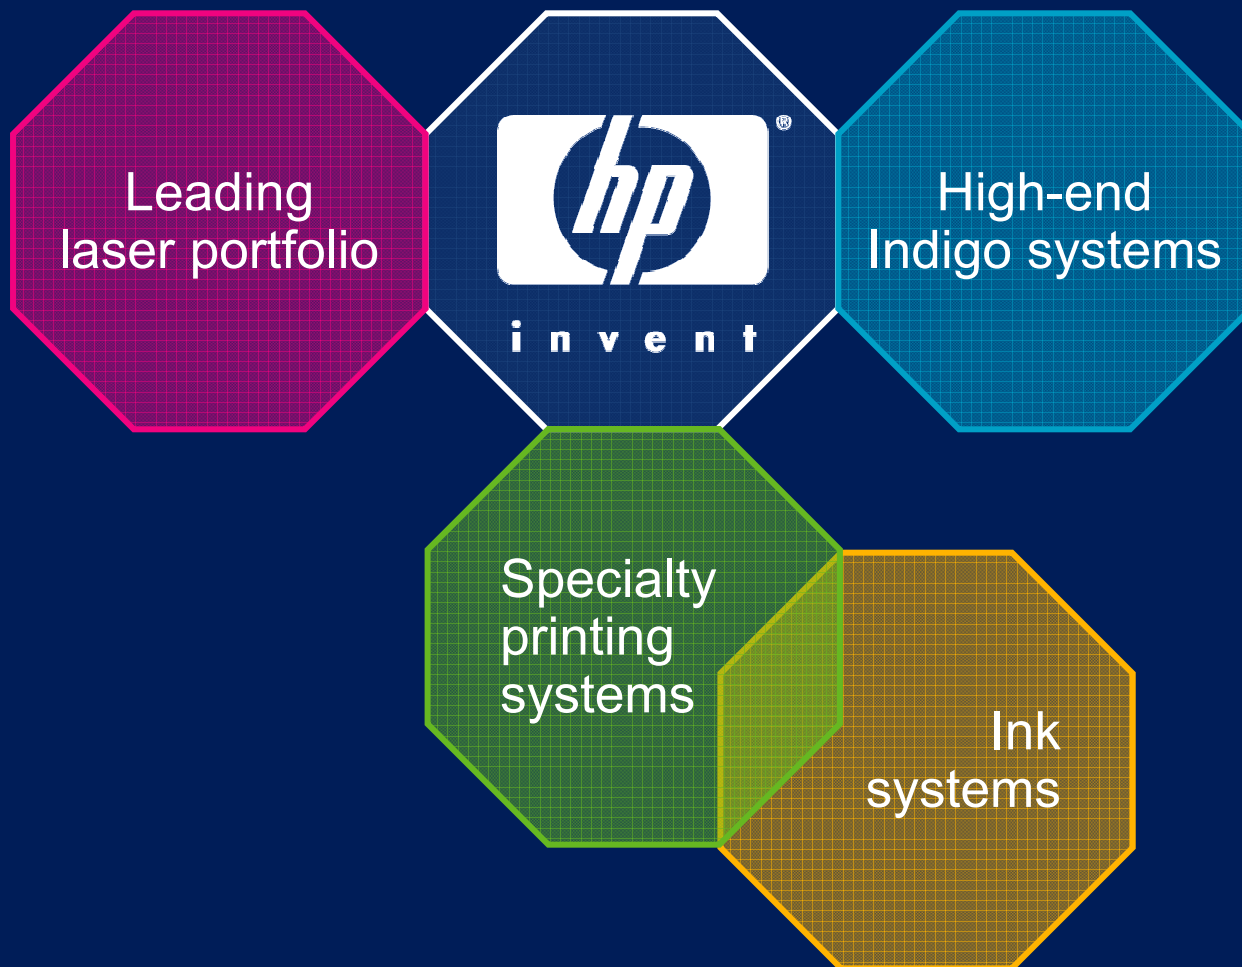 Leading
laser portfolio
hp®
invent
High-end
Indigo systems
Specialty
printing
systems
Ink
systems